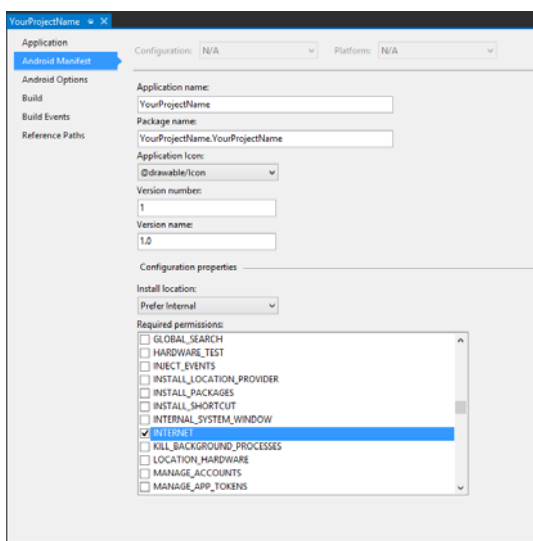 YourProjectName
Application
Android Manifest
Android Options
Build
Build Events
Reference Paths
Configuration: N/A Platform: N/A
Application name:
YourProjectName
Package name:
YourProjectName.YourProjectName
Application Icon:
@drawable/Icon
Version number:
1
Version name:
1.0
Configuration properties
Install location:
Prefer Internal
Required permissions:
GLOBAL_SEARCH
HARDWARE_TEST
INJECT_EVENTS
INSTALL_LOCATION_PROVIDER
INSTALL_PACKAGES
INSTALL_SHORTCUT
INTERNAL_SYSTEM_WINDOW
INTERNET
KILL_BACKGROUND_PROCESSES
LOCATION_HARDWARE
MANAGE_ACCOUNTS
MANAGE_APP_TOKENS